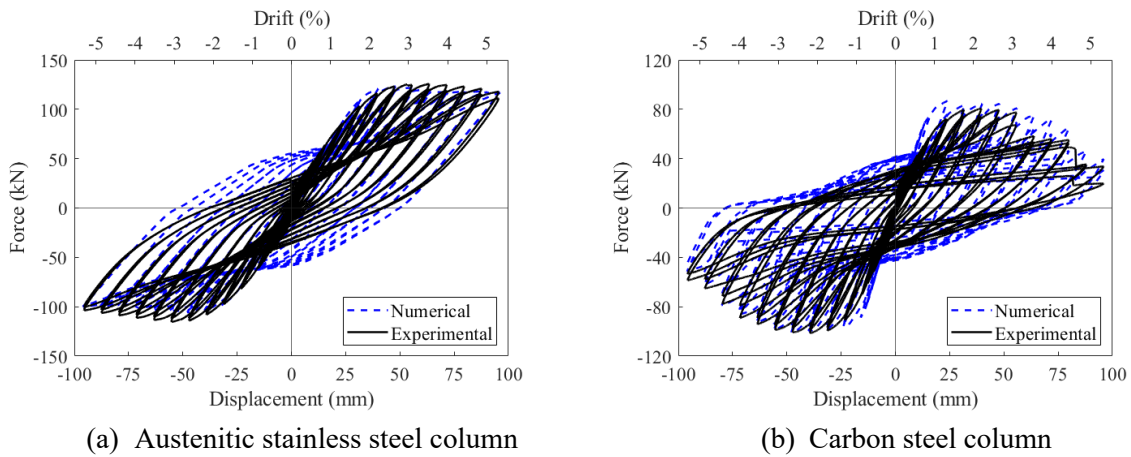 Drift (%)
-5 -4 -3 -2 -1 0 1 2 3 4 5
150
100
50
0
-50
-100
-150
Force (kN)
Numerical
Experimental
-100 -75 -50 -25 0 25 50 75 100
Displacement (mm)
(a) Austenitic stainless steel column
Drift (%)
-5 -4 -3 -2 -1 0 1 2 3 4 5
120
80
40
0
-40
-80
-120
Force (kN)
Numerical
Experimental
-100 -75 -50 -25 0 25 50 75 100
Displacement (mm)
(b) Carbon steel column